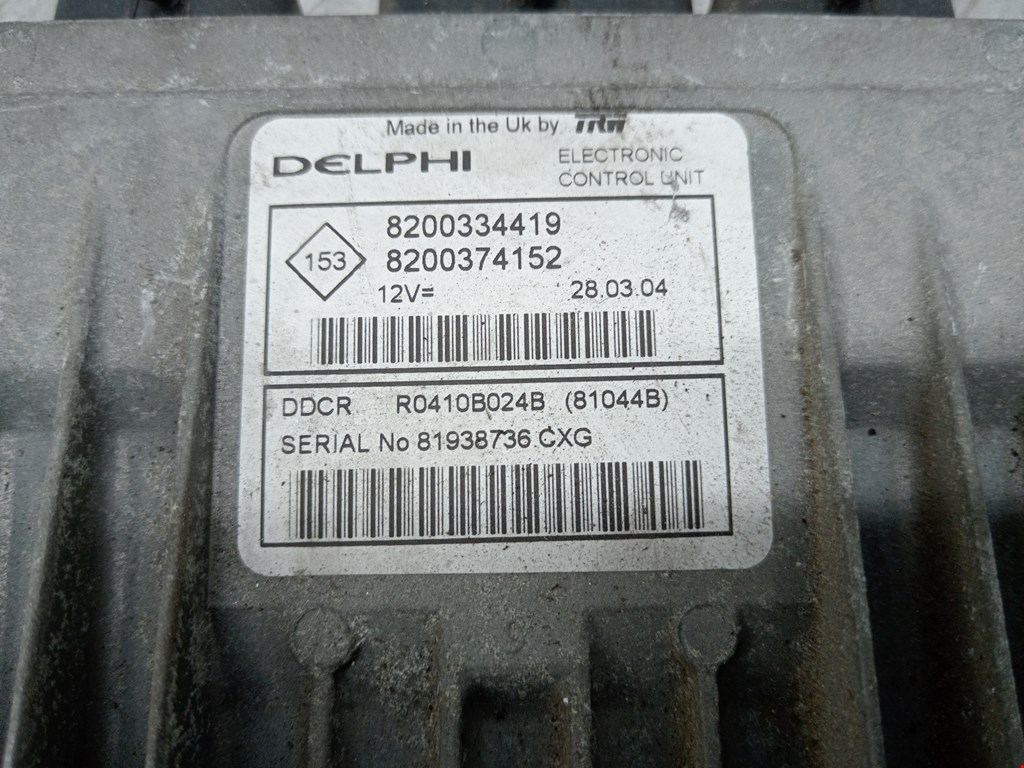 Made in the Uk by TRW
DELPHI
ELECTRONIC
CONTROL UNIT
8200334419
153
8200374152
12V= 28.03.04
DDCR R0410B024B (81044B)
SERIAL No 81938736 CXG